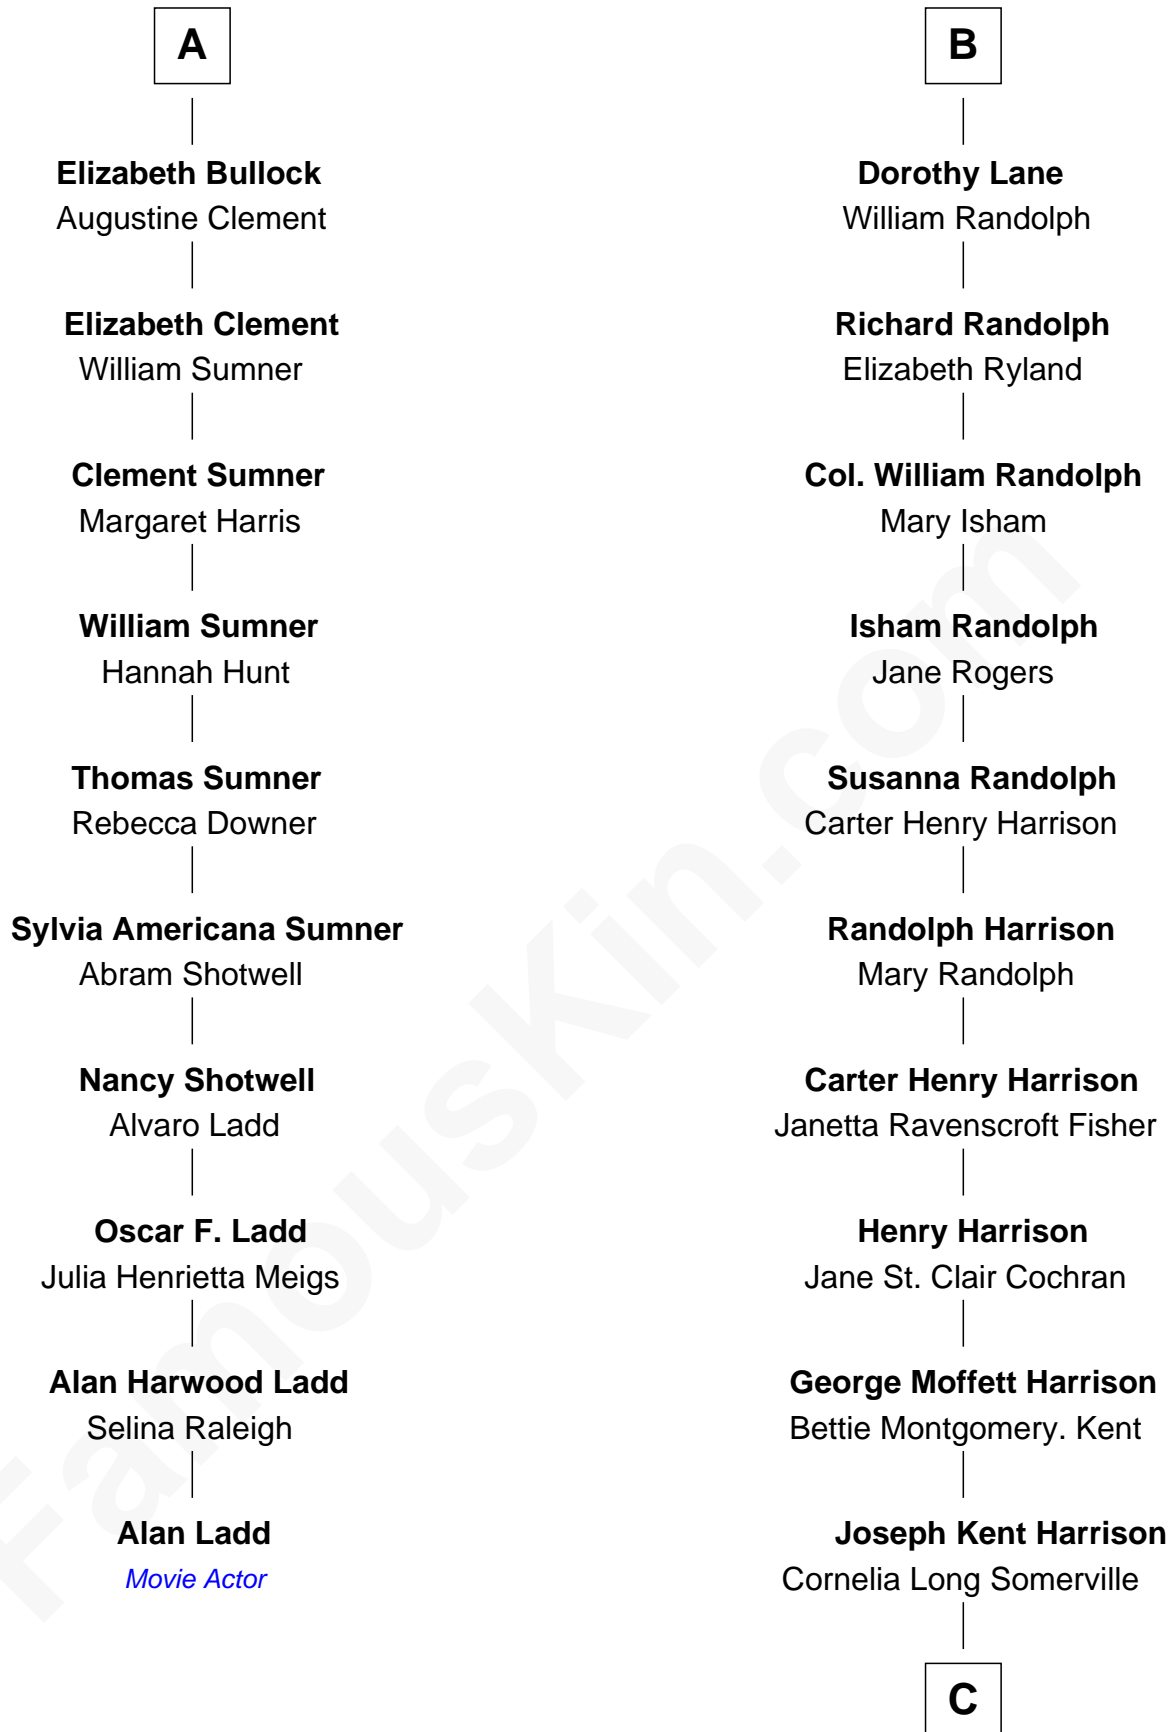 A
Elizabeth Bullock
Augustine Clement
Elizabeth Clement
William Sumner
Clement Sumner
Margaret Harris
William Sumner
Hannah Hunt
Thomas Sumner
Rebecca Downer
Sylvia Americana Sumner
Abram Shotwell
Nancy Shotwell
Alvaro Ladd
Oscar F. Ladd
Julia Henrietta Meigs
Alan Harwood Ladd
Selina Raleigh
Alan Ladd
Movie Actor
B
Dorothy Lane
William Randolph
Richard Randolph
Elizabeth Ryland
Col. William Randolph
Mary Isham
Isham Randolph
Jane Rogers
Susanna Randolph
Carter Henry Harrison
Randolph Harrison
Mary Randolph
Carter Henry Harrison
Janetta Ravenscroft Fisher
Henry Harrison
Jane St. Clair Cochran
George Moffett Harrison
Bettie Montgomery. Kent
Joseph Kent Harrison
Cornelia Long Somerville
C
FamousKin.com